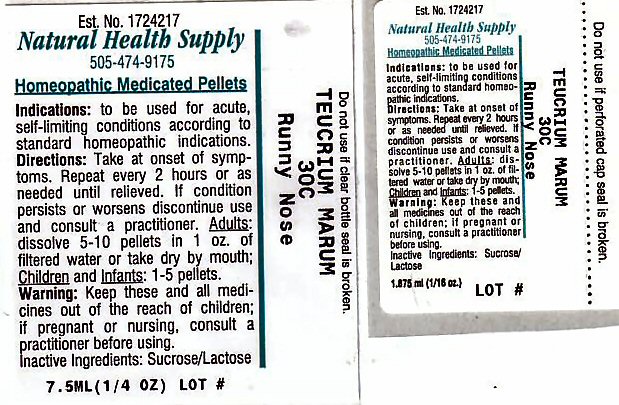 Est. No. 1724217
Natural Health Supply
505-474-9175
Homeopathic Medicated Pellets
Indications: to be used for acute,
self-limiting conditions according to
standard homeopathic indications.
Directions: Take at onset of symp-
toms. Repeat every 2 hours or as
needed until relieved. If condition
persists or worsens discontinue use
and consult a practitioner. Adults:
dissolve 5-10 pellets in 1 oz. of
filtered water or take dry by mouth;
Children and Infants: 1-5 pellets.
Warning: Keep these and all medi-
cines out of the reach of children;
if pregnant or nursing, consult a
practitioner before using.
Inactive Ingredients: Sucrose/Lactose
7.5ML(1/4 OZ) LOT #
Do not use if clear bottle seal is broken.
TEUCRIUM MARUM
30C
Runny Nose
Est. No. 1724217
Natural Health Supply
505-474-9175
Homeopathic Medicated Pellets
Indications: to be used for
acute, self-limiting conditions
according to standard homeo-
pathic indications.
Directions: Take at onset of
symptoms. Repeat every 2 hours
or as needed until relieved. If
condition persists or worsens
discontinue use and consult a
practitioner. Adults: dis-
solve 5-10 pellets in 1 oz. of fil-
tered water or take dry by mouth;
Children and Infants: 1-5 pellets.
Warning: Keep these and
all medicines out of the reach
of children; if pregnant or
nursing, consult a practitioner
before using.
Inactive Ingredients: Sucrose/
Lactose
1.875 ml (1/16 oz.) LOT #
TEUCRIUM MARUM
30C
Runny Nose
Do not use if perforated cap seal is broken.